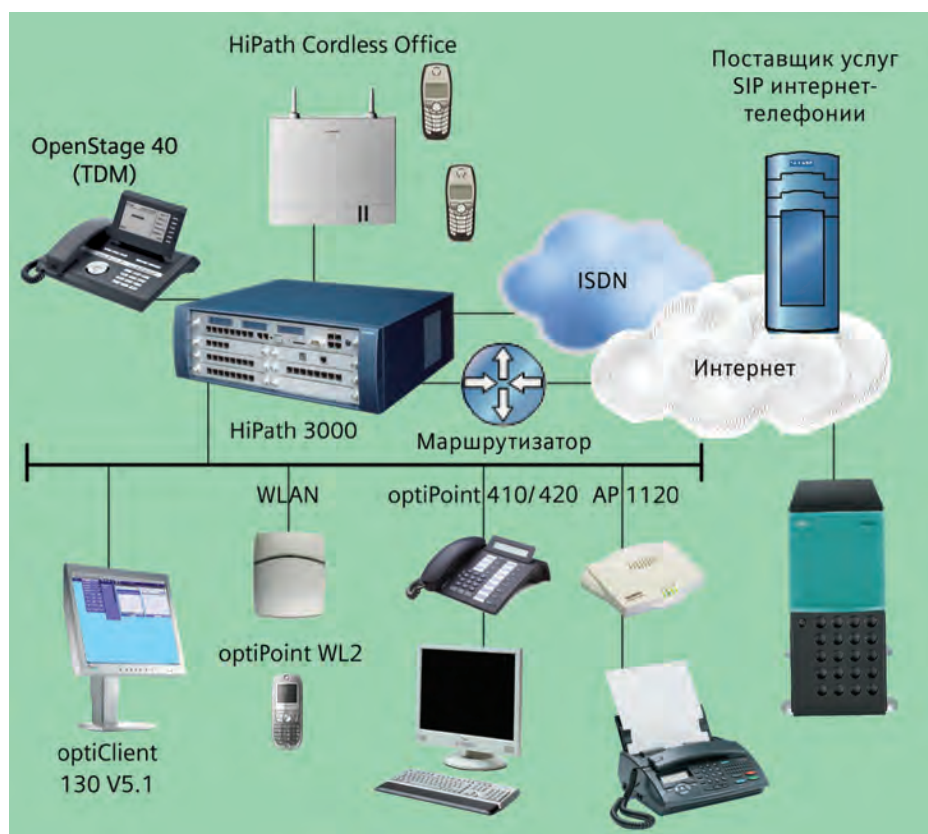 HiPath Cordless Office
Поставщик услуг
SIP интернет-
телефонии
OpenStage 40
(TDM)
ISDN
Интернет
HiPath 3000
Маршрутизатор
WLAN
optiPoint 410/420
AP 1120
optiPoint WL2
optiClient
130 V5.1